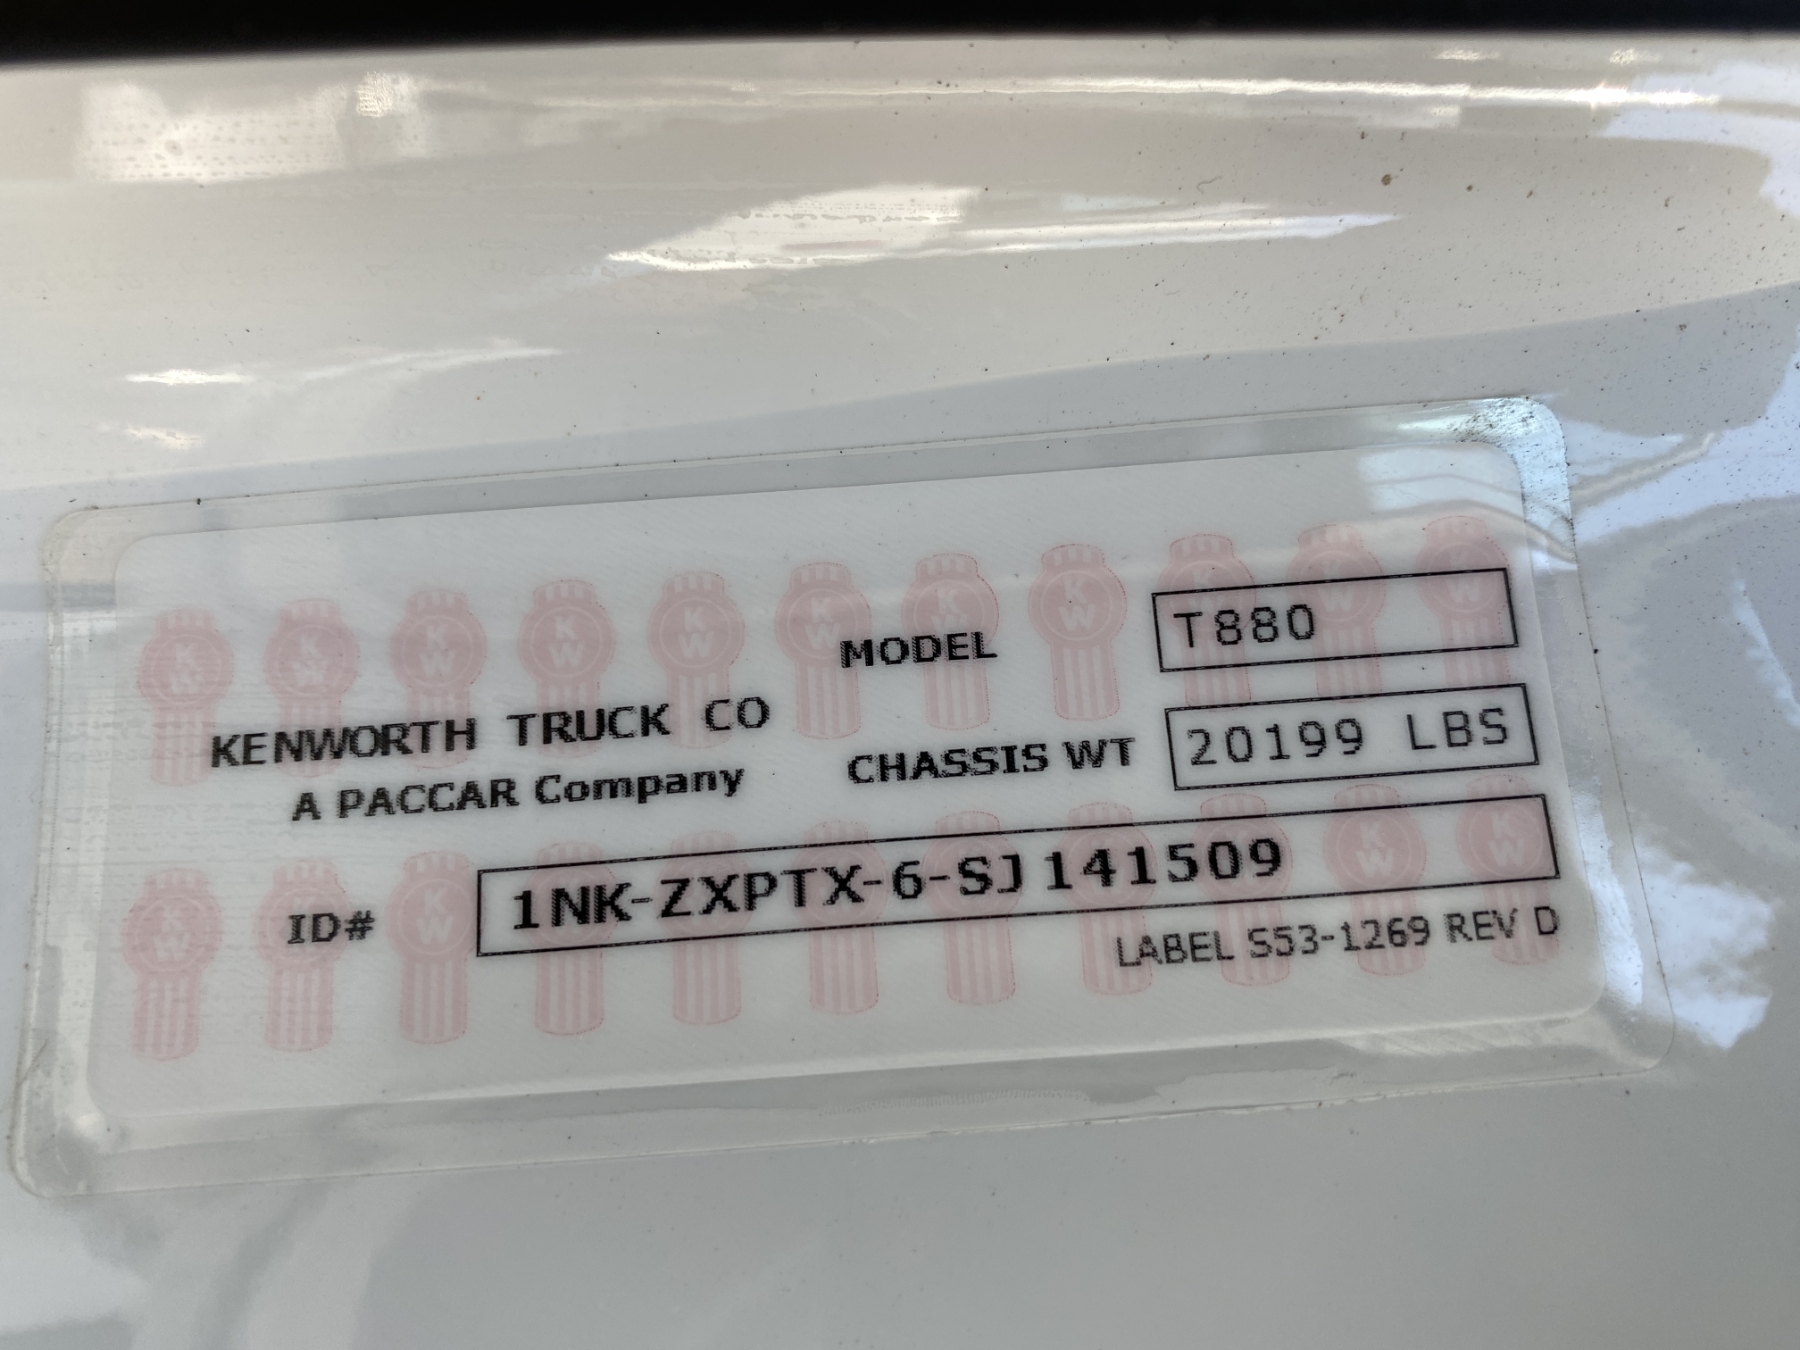 MODEL T880
KENWORTH TRUCK CO
A PACCAR Company
CHASSIS WT 20199 LBS
ID# 1NK-ZXPTX-6-SJ141509
LABEL S53-1269 REV D